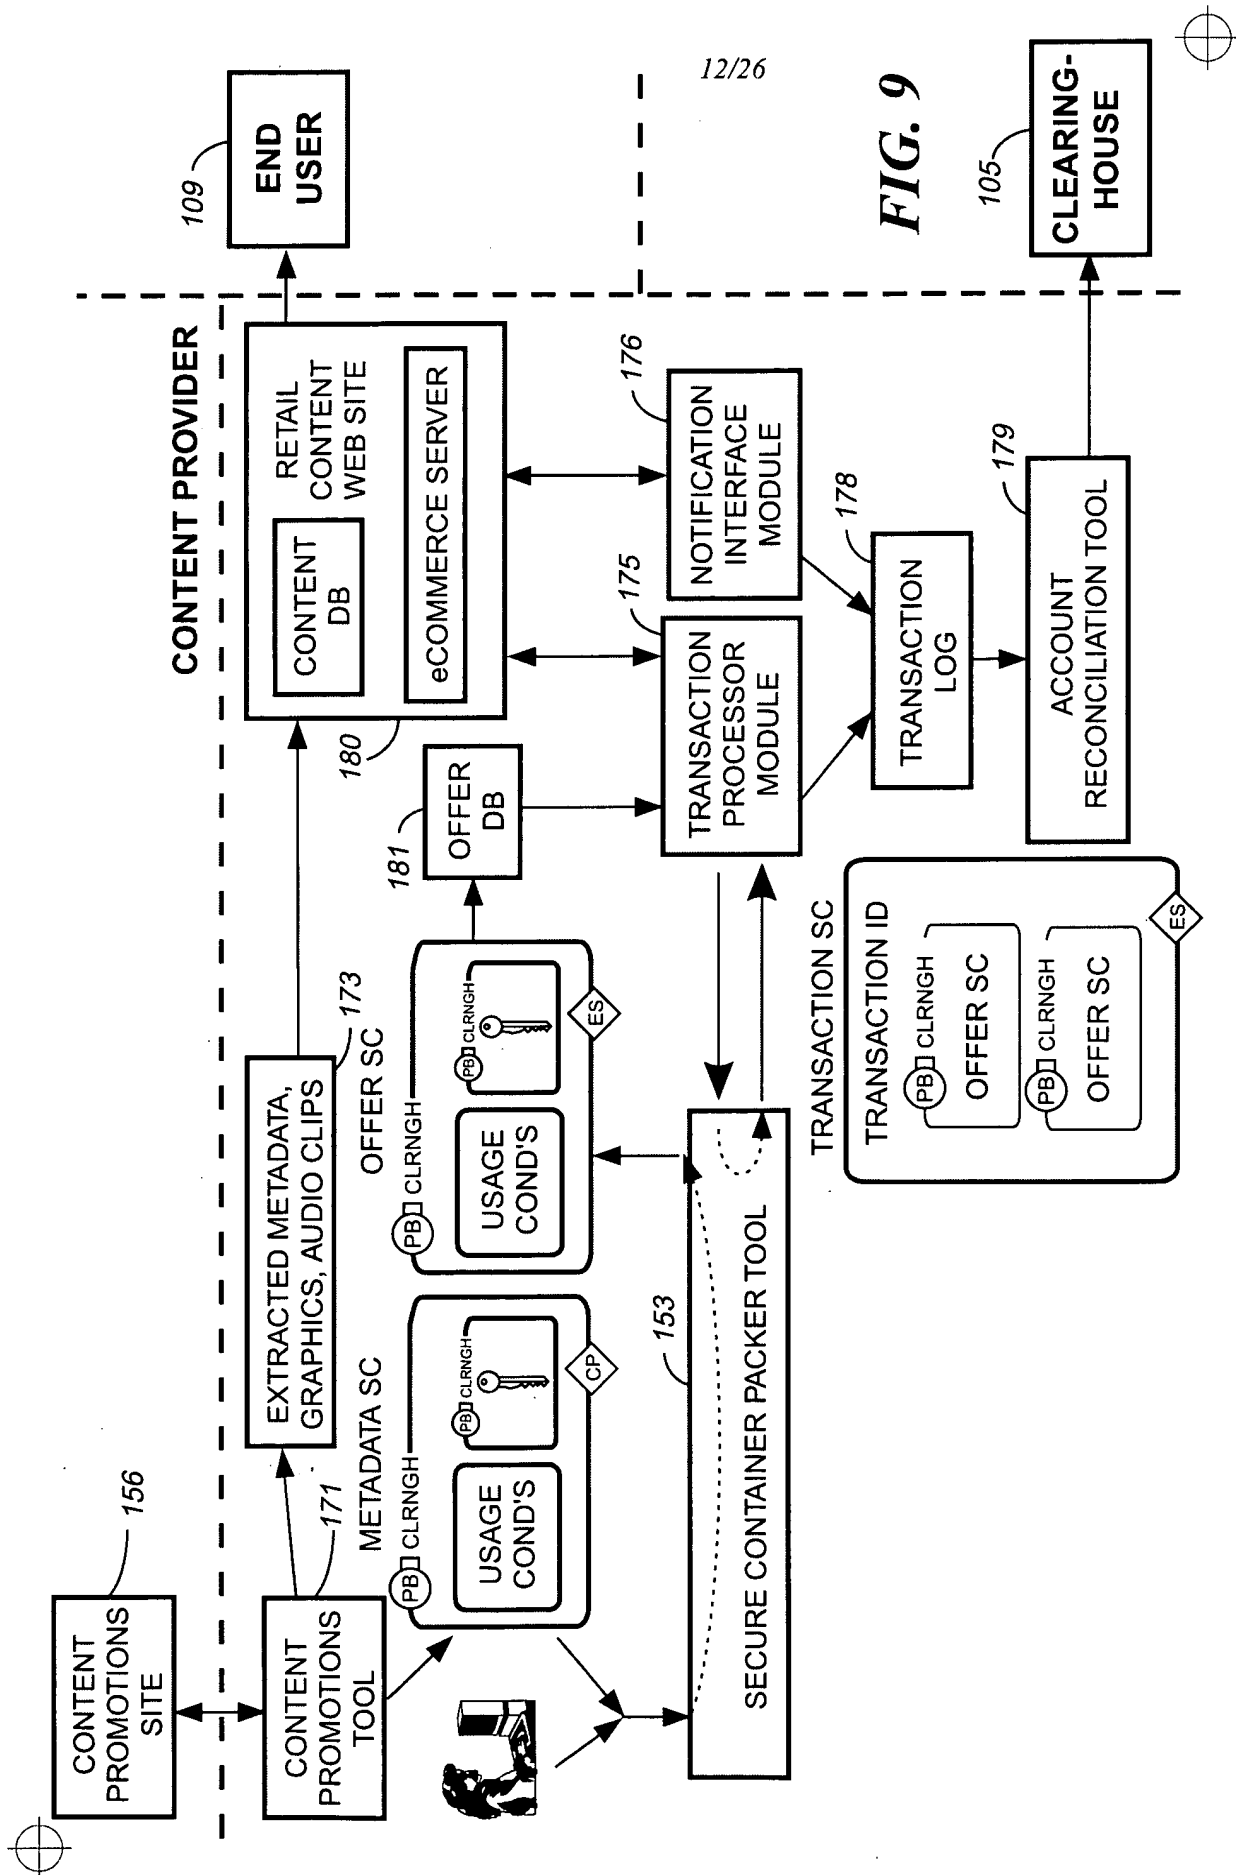 12/26
CONTENT
PROMOTIONS
SITE
156
CONTENT PROVIDER
CONTENT
PROMOTIONS
TOOL
171
EXTRACTED METADATA,
GRAPHICS, AUDIO CLIPS
173
RETAIL
CONTENT
WEB SITE
CONTENT
DB
eCOMMERCE SERVER
180
END
USER
109
METADATA SC
PB CLRNGH
USAGE
COND'S
PB CLRNGH
CP
OFFER SC
PB CLRNGH
USAGE
COND'S
PB CLRNGH
ES
OFFER
DB
181
SECURE CONTAINER PACKER TOOL
153
TRANSACTION
PROCESSOR
MODULE
175
NOTIFICATION
INTERFACE
MODULE
176
TRANSACTION
LOG
178
TRANSACTION SC
TRANSACTION ID
PB CLRNGH
OFFER SC
PB CLRNGH
OFFER SC
ES
ACCOUNT
RECONCILIATION TOOL
179
CLEARING-
HOUSE
105
FIG. 9